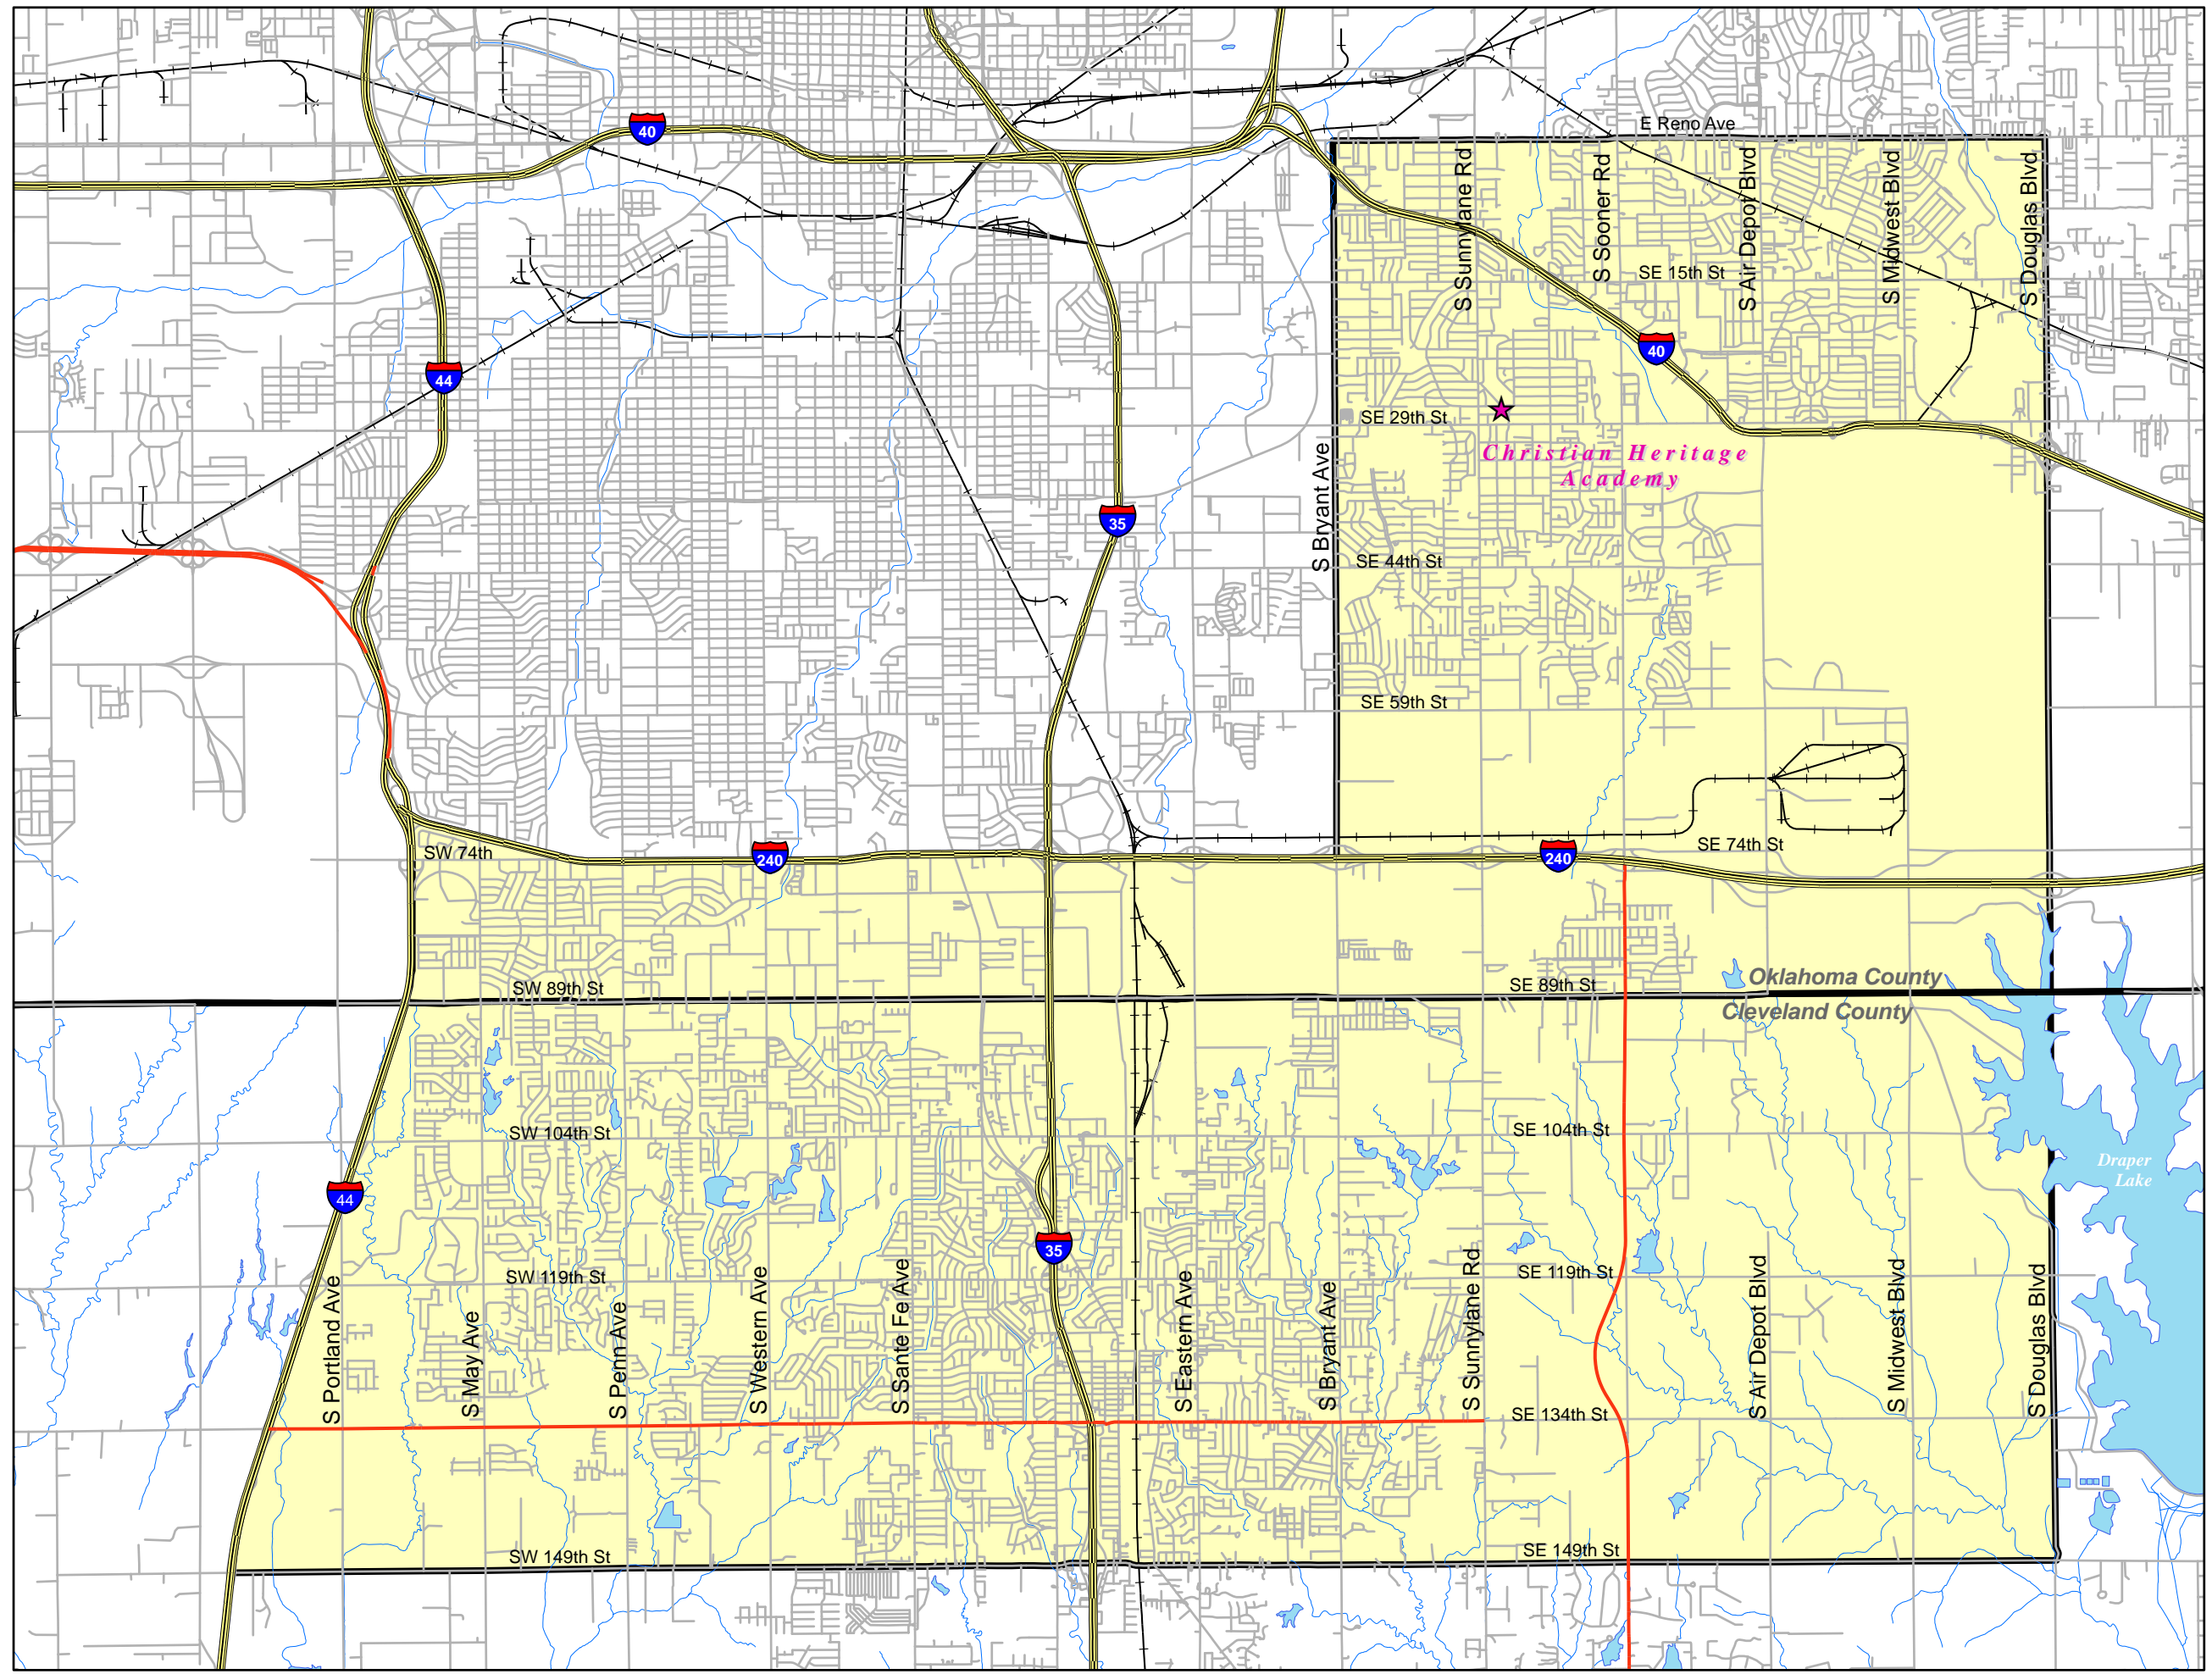 E Reno Ave
40
S Sunnylane Rd
S Sooner Rd
S Air Depot Blvd
S Midwest Blvd
S Douglas Blvd
SE 15th St
40
44
SE 29th St
Christian Heritage
Academy
S Bryant Ave
35
SE 44th St
SE 59th St
SW 74th
240
240
SE 74th St
SW 89th St
SE 89th St
Oklahoma County
Cleveland County
SW 104th St
SE 104th St
Draper
Lake
44
35
SW 119th St
SE 119th St
S Portland Ave
S May Ave
S Penn Ave
S Western Ave
S Sante Fe Ave
S Eastern Ave
S Bryant Ave
S Sunnylane Rd
S Air Depot Blvd
S Midwest Blvd
S Douglas Blvd
SE 134th St
SW 149th St
SE 149th St